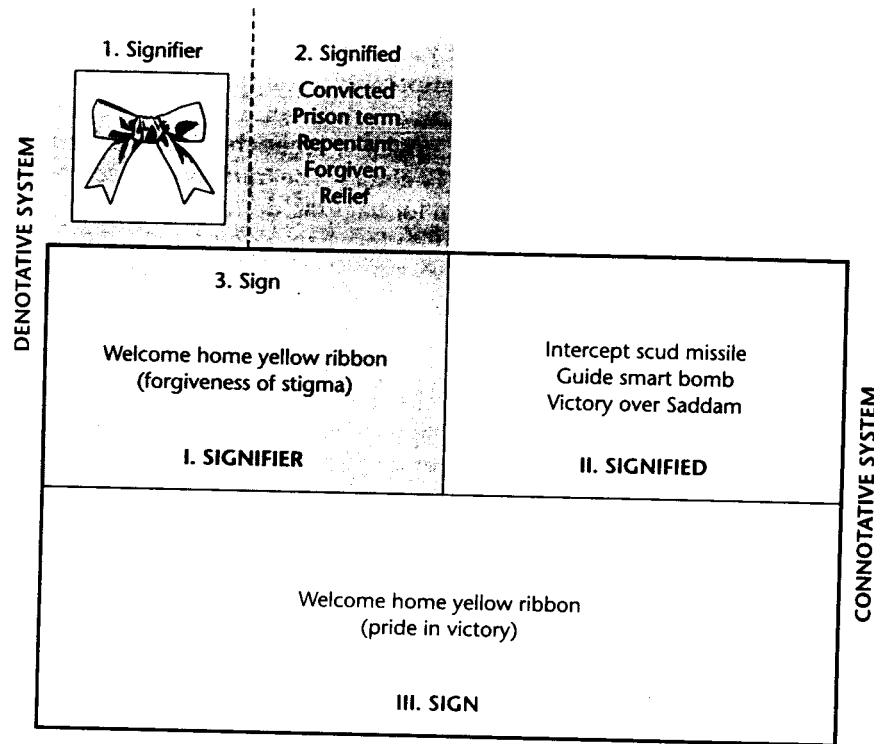 1. Signifier
2. Signified
Convicted
Prison term
Repentant
Forgiven
Relief
DENOTATIVE SYSTEM
3. Sign
Welcome home yellow ribbon
(forgiveness of stigma)
I. SIGNIFIER
Intercept scud missile
Guide smart bomb
Victory over Saddam
II. SIGNIFIED
CONNOTATIVE SYSTEM
Welcome home yellow ribbon
(pride in victory)
III. SIGN